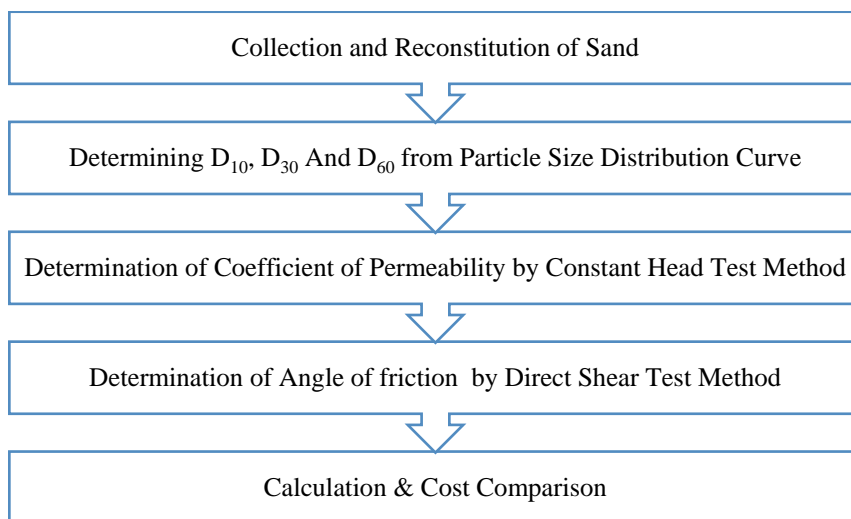 Collection and Reconstitution of Sand
Determining D₁₀, D₃₀ And D₆₀ from Particle Size Distribution Curve
Determination of Coefficient of Permeability by Constant Head Test Method
Determination of Angle of friction by Direct Shear Test Method
Calculation & Cost Comparison